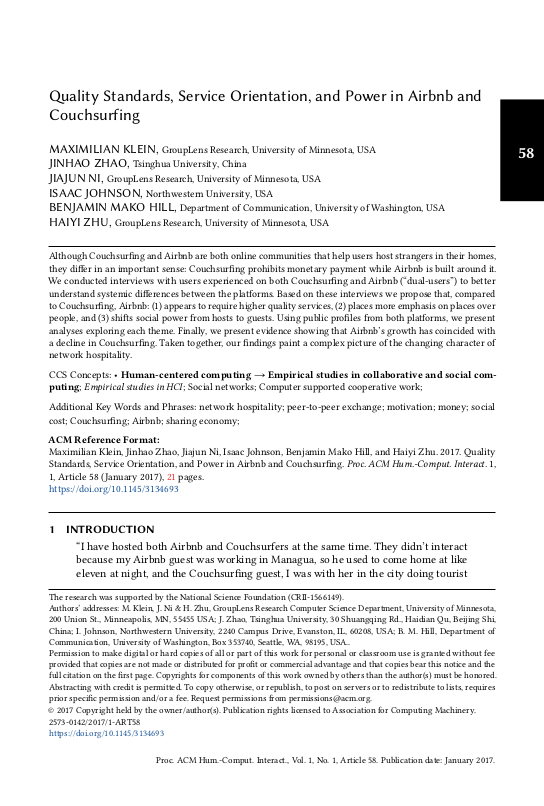 Quality Standards, Service Orientation, and Power in Airbnb and
Couchsurfing
58
MAXIMILIAN KLEIN, GroupLens Research, University of Minnesota, USA
JINHAO ZHAO, Tsinghua University, China
JIAJUN NI, GroupLens Research, University of Minnesota, USA
ISAAC JOHNSON, Northwestern University, USA
BENJAMIN MAKO HILL, Department of Communication, University of Washington, USA
HAIYI ZHU, GroupLens Research, University of Minnesota, USA
Although Couchsurfing and Airbnb are both online communities that help users host strangers in their homes,
they differ in an important sense: Couchsurfing prohibits monetary payment while Airbnb is built around it.
We conducted interviews with users experienced on both Couchsurfing and Airbnb (“dual-users”) to better
understand systemic differences between the platforms. Based on these interviews we propose that, compared
to Couchsurfing, Airbnb: (1) appears to require higher quality services, (2) places more emphasis on places over
people, and (3) shifts social power from hosts to guests. Using public profiles from both platforms, we present
analyses exploring each theme. Finally, we present evidence showing that Airbnb’s growth has coincided with
a decline in Couchsurfing. Taken together, our findings paint a complex picture of the changing character of
network hospitality.
CCS Concepts: • Human-centered computing → Empirical studies in collaborative and social com-
puting; Empirical studies in HCI; Social networks; Computer supported cooperative work;
Additional Key Words and Phrases: network hospitality; peer-to-peer exchange; motivation; money; social
cost; Couchsurfing; Airbnb; sharing economy;
ACM Reference Format:
Maximilian Klein, Jinhao Zhao, Jiajun Ni, Isaac Johnson, Benjamin Mako Hill, and Haiyi Zhu. 2017. Quality
Standards, Service Orientation, and Power in Airbnb and Couchsurfing. Proc. ACM Hum.-Comput. Interact. 1,
1, Article 58 (January 2017), 21 pages.
https://doi.org/10.1145/3134693
1 INTRODUCTION
“I have hosted both Airbnb and Couchsurfers at the same time. They didn’t interact
because my Airbnb guest was working in Managua, so he used to come home at like
eleven at night, and the Couchsurfing guest, I was with her in the city doing tourist
The research was supported by the National Science Foundation (CRII-1566149).
Authors’ addresses: M. Klein, J. Ni & H. Zhu, GroupLens Research Computer Science Department, University of Minnesota,
200 Union St., Minneapolis, MN, 55455 USA; J. Zhao, Tsinghua University, 30 Shuangqing Rd., Haidian Qu, Beijing Shi,
China; I. Johnson, Northwestern University, 2240 Campus Drive, Evanston, IL, 60208, USA; B. M. Hill, Department of
Communication, University of Washington, Box 353740, Seattle, WA, 98195, USA..
Permission to make digital or hard copies of all or part of this work for personal or classroom use is granted without fee
provided that copies are not made or distributed for profit or commercial advantage and that copies bear this notice and the
full citation on the first page. Copyrights for components of this work owned by others than the author(s) must be honored.
Abstracting with credit is permitted. To copy otherwise, or republish, to post on servers or to redistribute to lists, requires
prior specific permission and/or a fee. Request permissions from permissions@acm.org.
© 2017 Copyright held by the owner/author(s). Publication rights licensed to Association for Computing Machinery.
2573-0142/2017/1-ART58
https://doi.org/10.1145/3134693
Proc. ACM Hum.-Comput. Interact., Vol. 1, No. 1, Article 58. Publication date: January 2017.